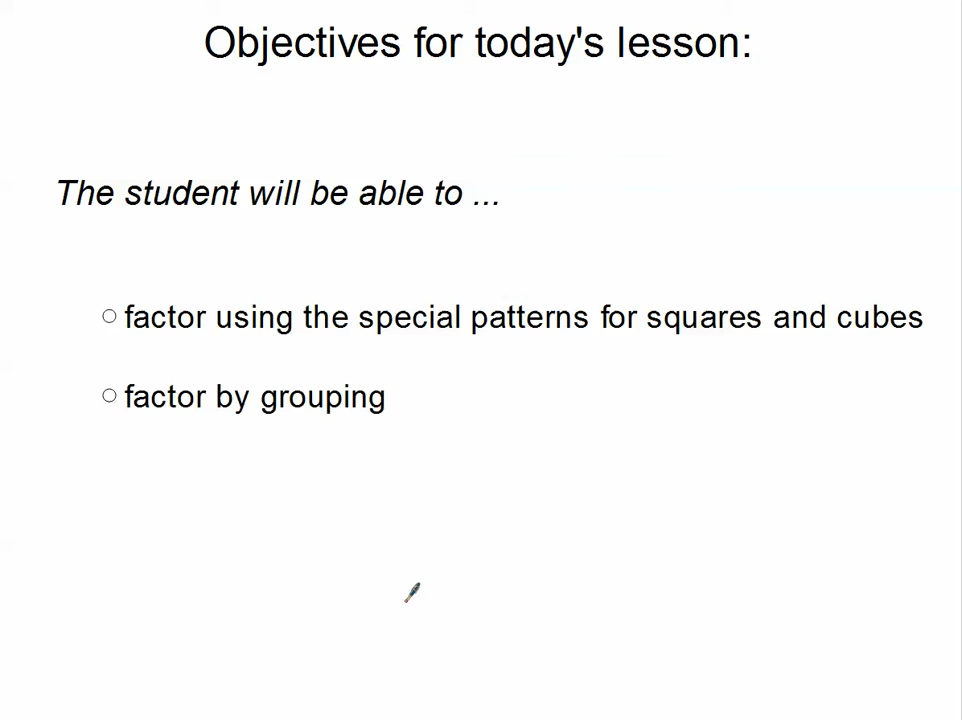 Objectives for today's lesson:
The student will be able to ...
factor using the special patterns for squares and cubes
factor by grouping